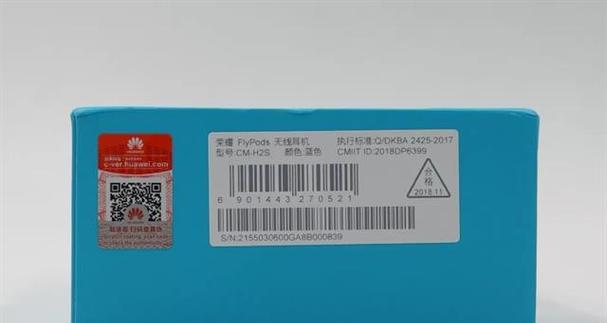 HUAWEI
c-ver.huawei.com
荣耀 FlyPods 无线耳机
执行标准:Q/DKBA 2425-2017
型号:CM-H2S 颜色:蓝色
CMIIT ID:2018DP6399
合格
2018.11
6 901443 270521
S/N:2155030600GA8B000839